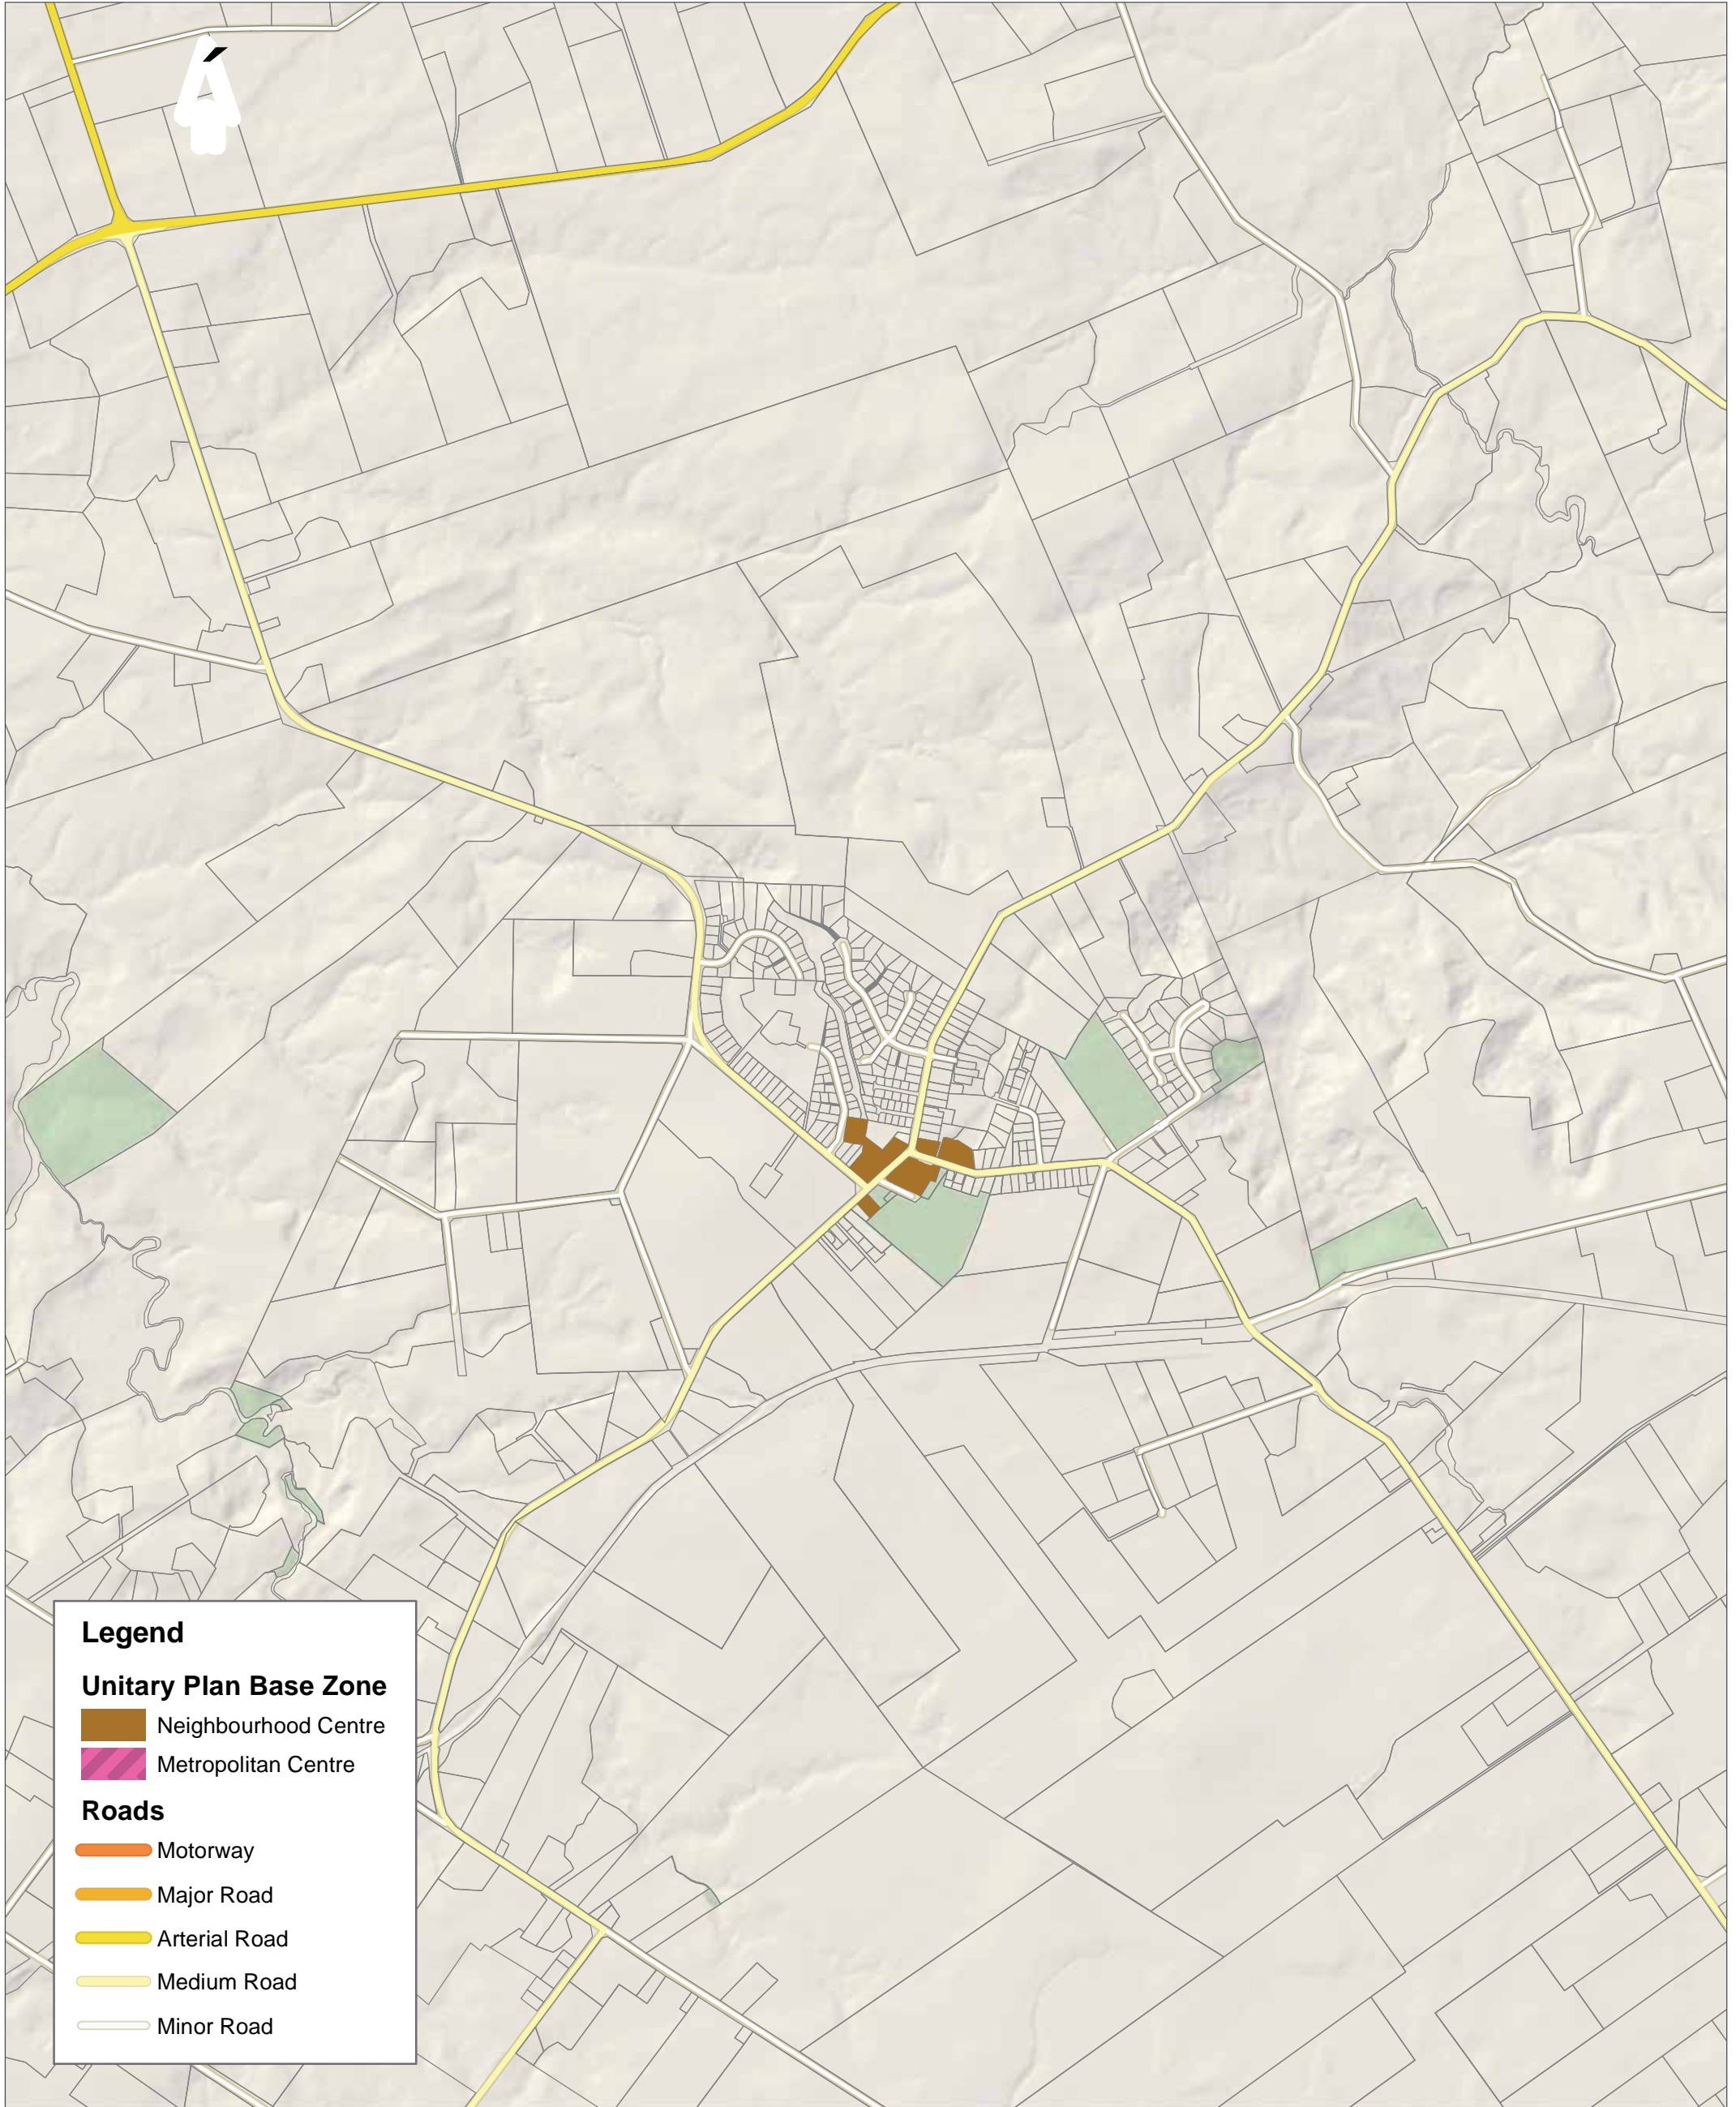 Legend
Unitary Plan Base Zone
Neighbourhood Centre
Metropolitan Centre
Roads
Motorway
Major Road
Arterial Road
Medium Road
Minor Road